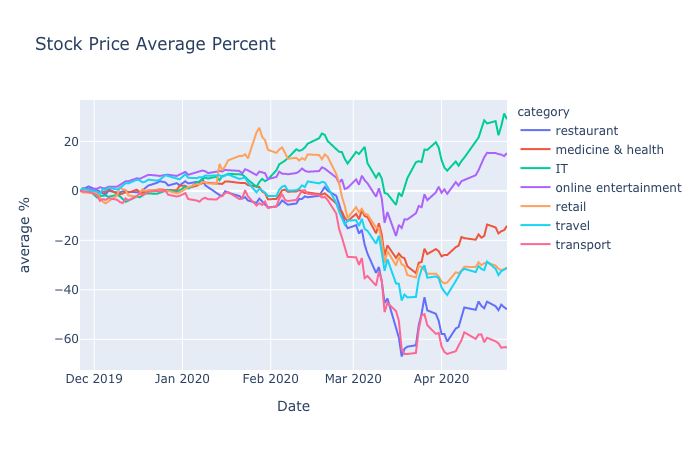 Stock Price Average Percent
category
restaurant
medicine & health
IT
online entertainment
retail
travel
transport
average %
20
0
−20
−40
−60
Dec 2019 Jan 2020 Feb 2020 Mar 2020 Apr 2020
Date